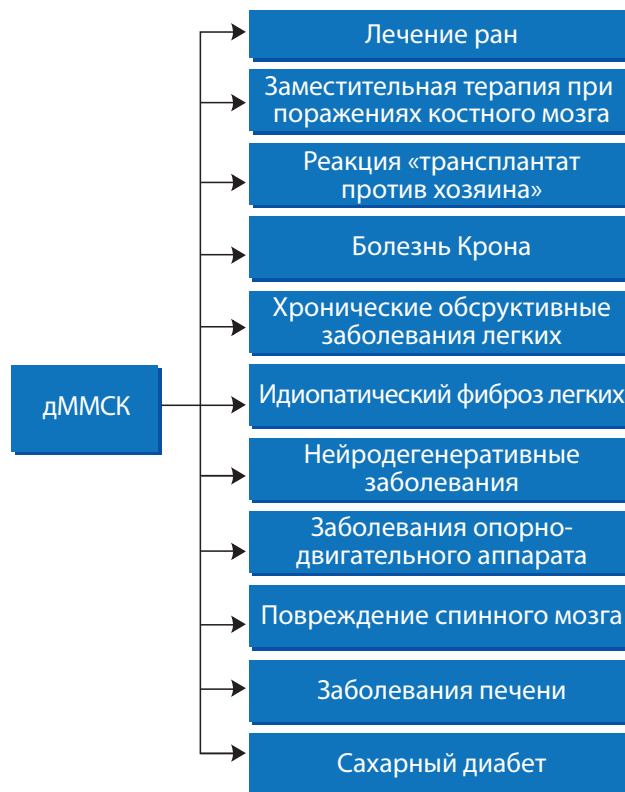 Лечение ран
Заместительная терапия при
поражениях костного мозга
Реакция «трансплантат
против хозяина»
Болезнь Крона
Хронические обсруктивные
заболевания легких
дММСК
Идиопатический фиброз легких
Нейродегенеративные
заболевания
Заболевания опорно-
двигательного аппарата
Повреждение спинного мозга
Заболевания печени
Сахарный диабет